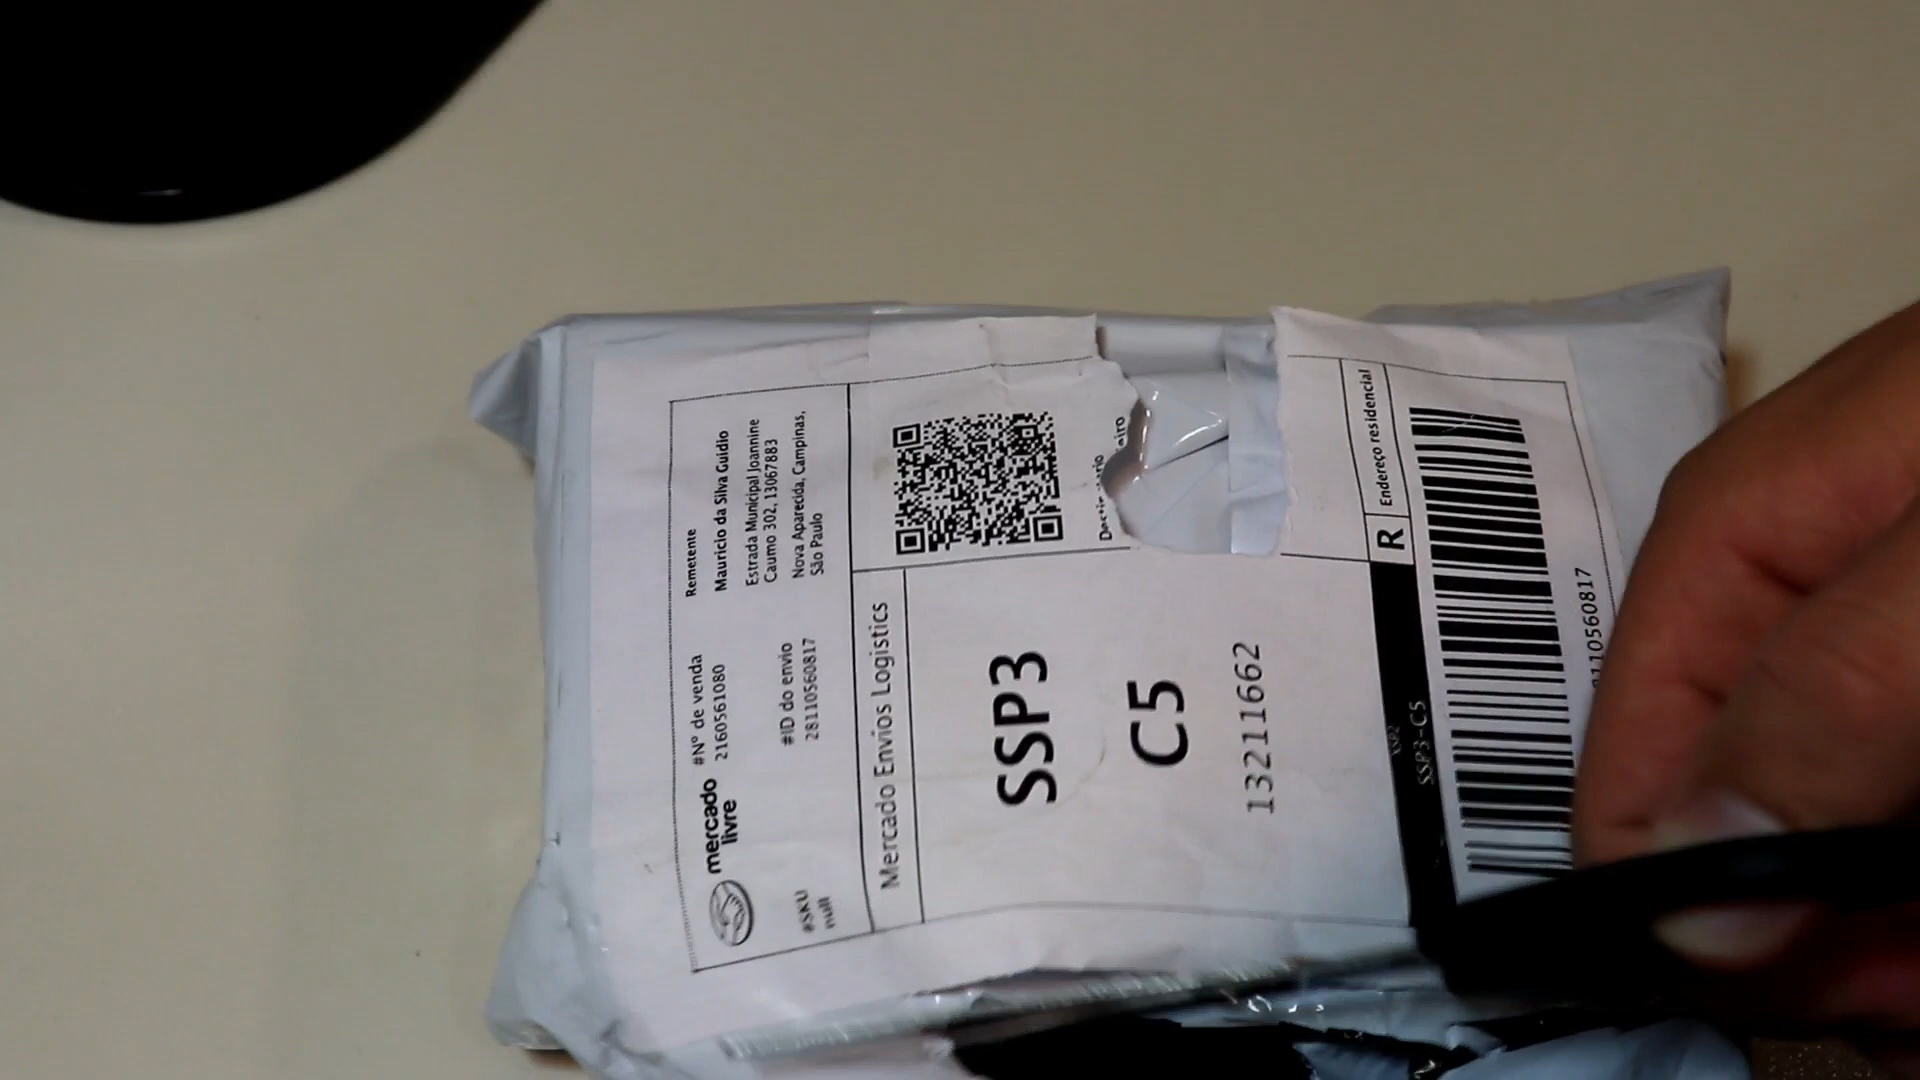 mercado
livre
#Nº de venda
2160561080
#SKU
null
#ID do envio
28110560817
Remetente
Mauricio da Silva Guidio
Estrada Municipal Joannine
Caumo 302, 13067883
Nova Aparecida, Campinas,
São Paulo
Mercado Envios Logistics
SSP3
C5
13211662
SSP3-C5
R
Endereço residencial